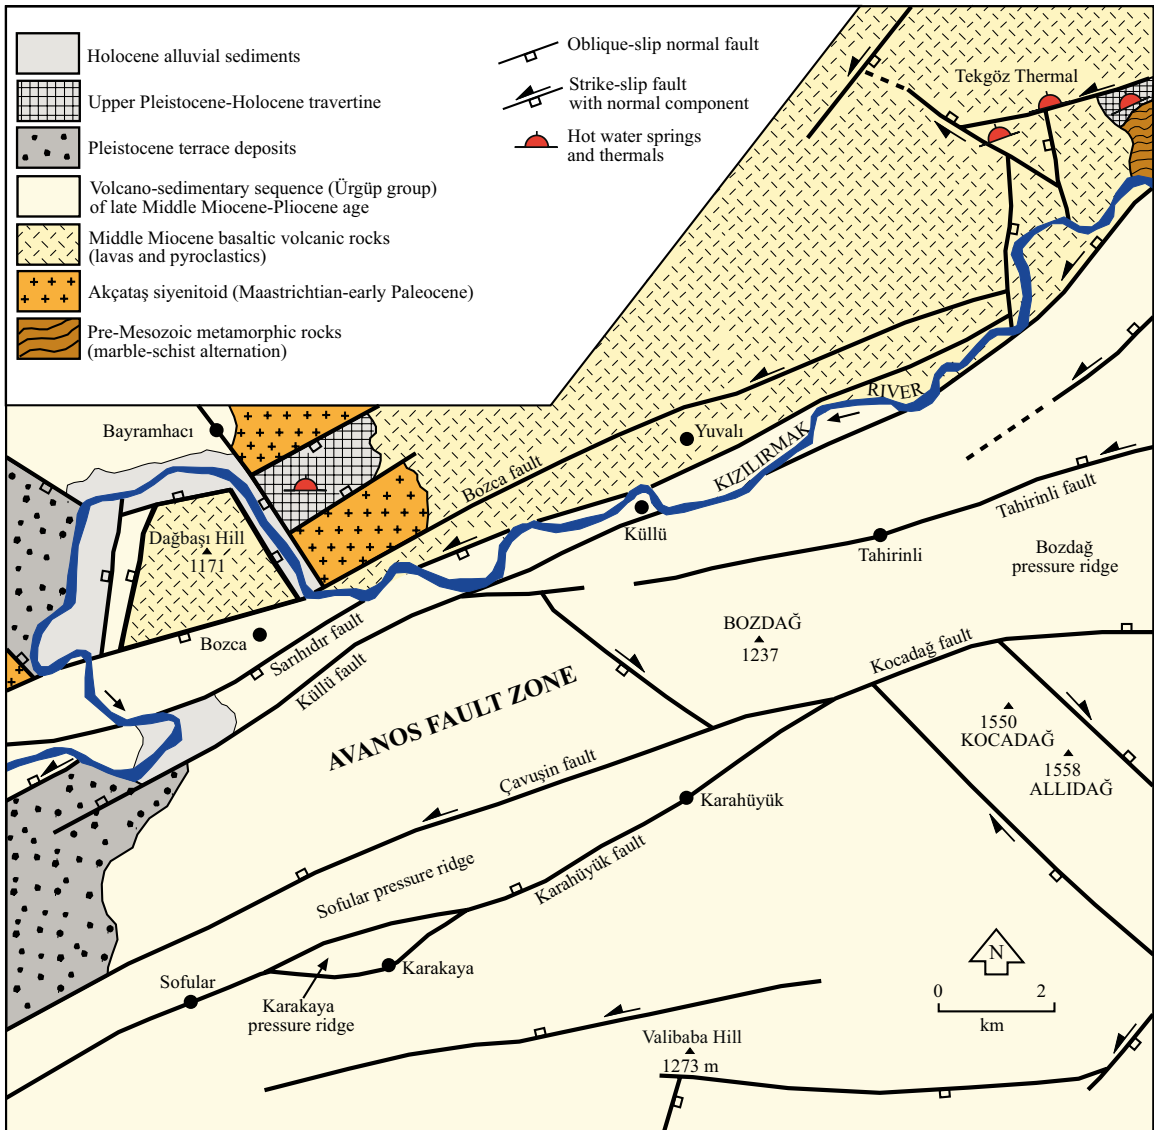 Holocene alluvial sediments
Upper Pleistocene-Holocene travertine
Pleistocene terrace deposits
Volcano-sedimentary sequence (Ürgüp group)
of late Middle Miocene-Pliocene age
Middle Miocene basaltic volcanic rocks
(lavas and pyroclastics)
Akçataş siyenitoid (Maastrichtian-early Paleocene)
Pre-Mesozoic metamorphic rocks
(marble-schist alternation)
Oblique-slip normal fault
Strike-slip fault
with normal component
Hot water springs
and thermals
Tekgöz Thermal
Bayramhacı
Yuvalı
RIVER
KIZILIRMAK
Bozca fault
Küllü
Tahirinli fault
Tahirinli
Bozdağ
pressure ridge
Dağbaşı Hill
1171
Bozca
Sarıhıdır fault
Küllü fault
BOZDAĞ
1237
Kocadağ fault
AVANOS FAULT ZONE
1550
KOCADAĞ
1558
ALLIDAĞ
Çavuşin fault
Karahüyük
Sofular pressure ridge
Karahüyük fault
Karakaya
Sofular
Karakaya
pressure ridge
N
0 2
km
Valibaba Hill
1273 m